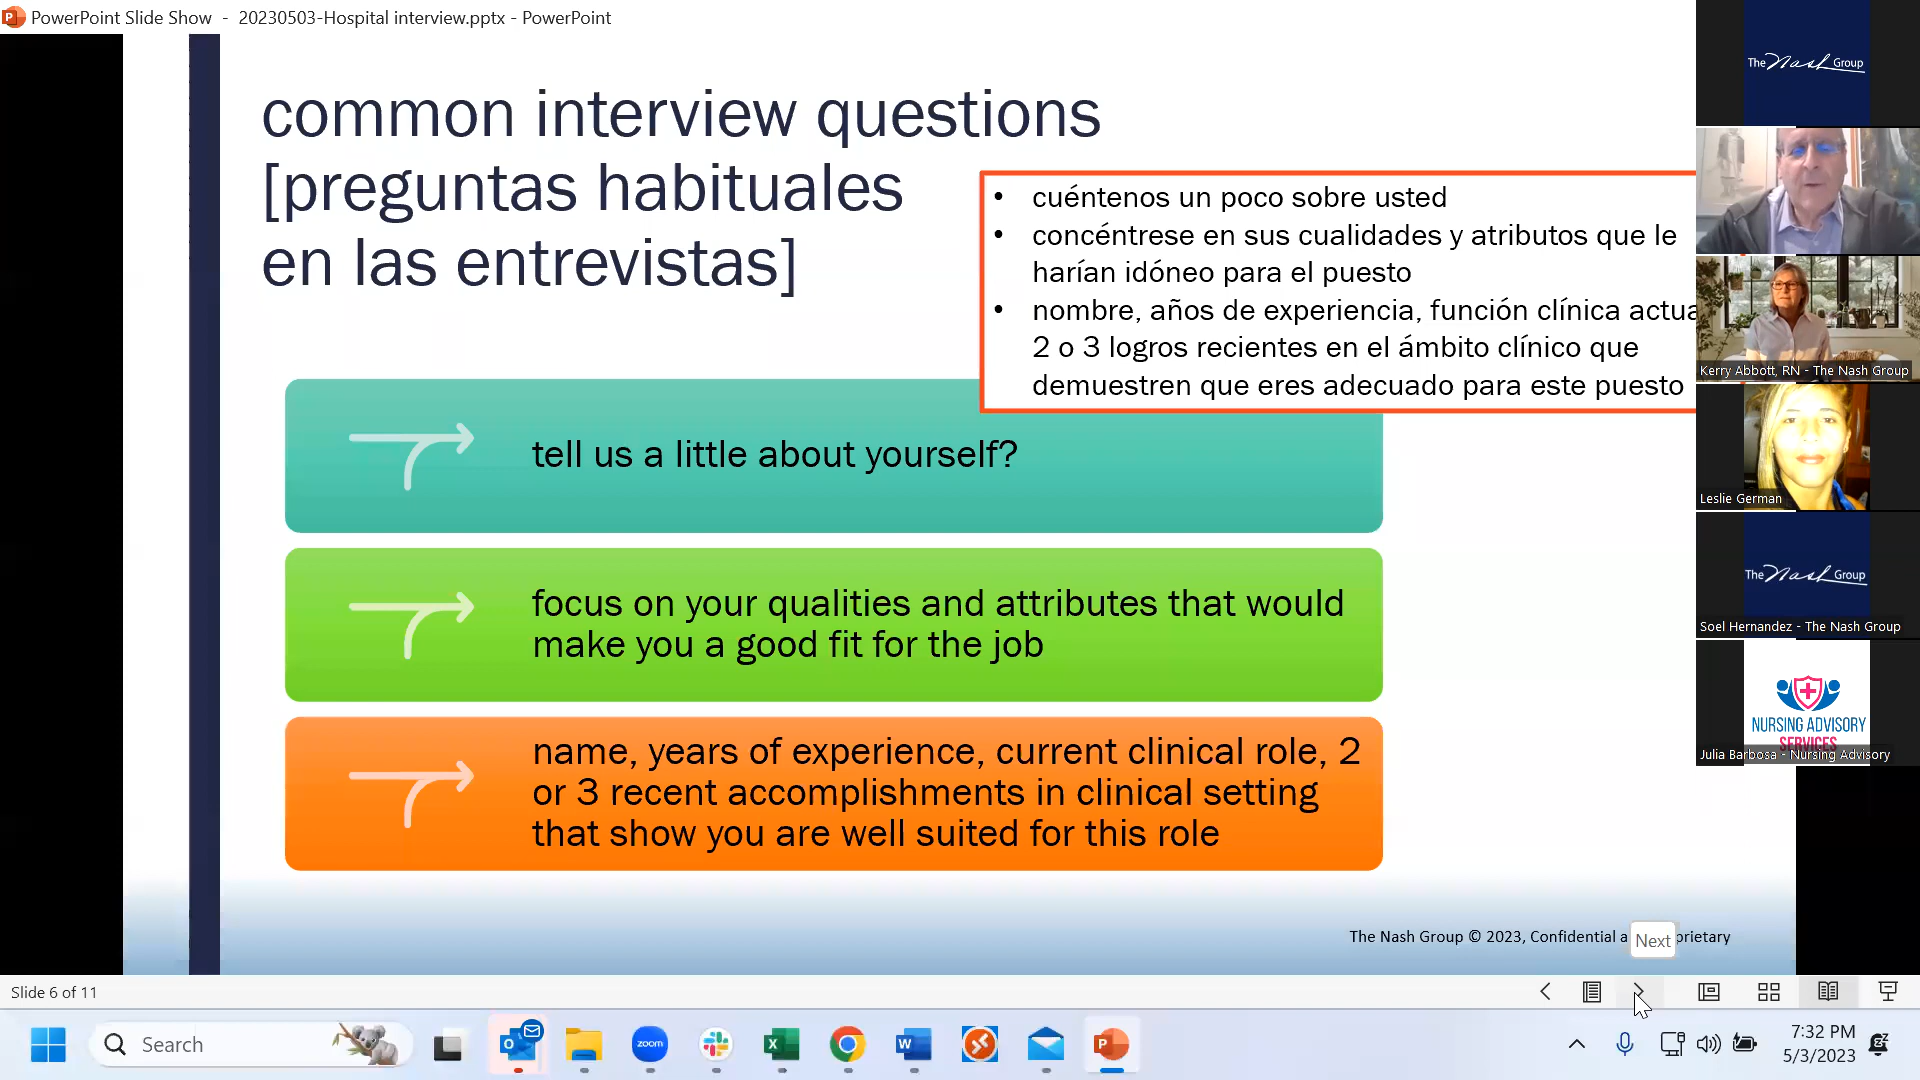 PowerPoint Slide Show - 20230503-Hospital interview.pptx - PowerPoint
common interview questions
[preguntas habituales
en las entrevistas]
• cuéntenos un poco sobre usted
• concéntrese en sus cualidades y atributos que le
harían idóneo para el puesto
• nombre, años de experiencia, función clínica actua
2 o 3 logros recientes en el ámbito clínico que
demuestren que eres adecuado para este puesto
tell us a little about yourself?
focus on your qualities and attributes that would
make you a good fit for the job
name, years of experience, current clinical role, 2
or 3 recent accomplishments in clinical setting
that show you are well suited for this role
The Nash Group © 2023, Confidential a
prietary
Next
The Nash Group
Kerry Abbott, RN - The Nash Group
Leslie German
The Nash Group
Soel Hernandez - The Nash Group
NURSING ADVISORY
SERVICES
Julia Barbosa - Nursing Advisory
Slide 6 of 11
Search
zoom
7:32 PM
5/3/2023